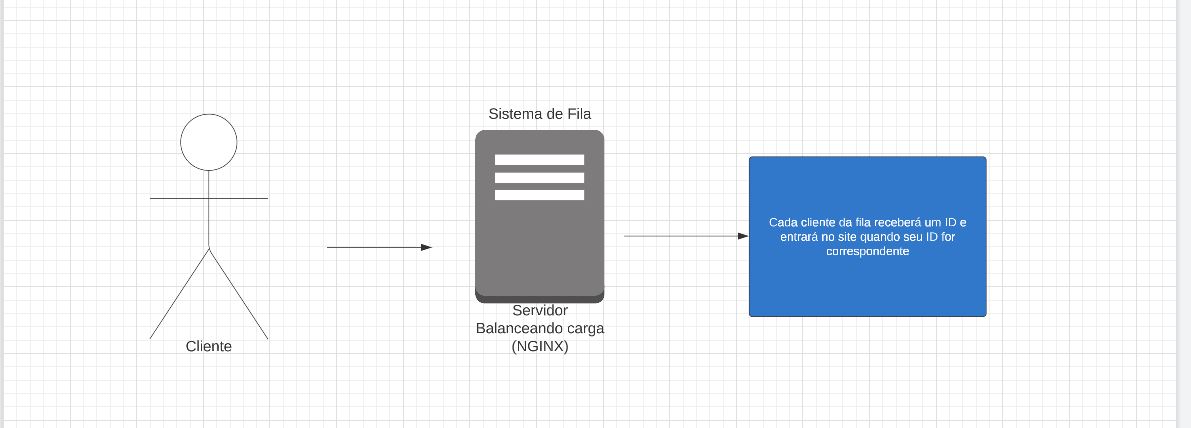 Sistema de Fila
Cada cliente da fila receberá um ID e
entrará no site quando seu ID for
correspondente
Servidor
Balanceando carga
(NGINX)
Cliente